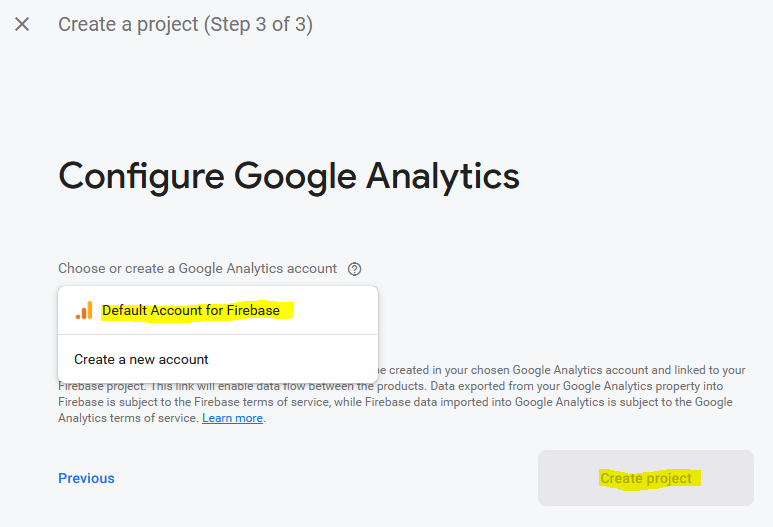 Create a project (Step 3 of 3)
Configure Google Analytics
Choose or create a Google Analytics account
Default Account for Firebase
Create a new account
be created in your chosen Google Analytics account and linked to your
Firebase project. This link will enable data flow between the products. Data exported from your Google Analytics property into
Firebase is subject to the Firebase terms of service, while Firebase data imported into Google Analytics is subject to the Google
Analytics terms of service. Learn more.
Previous
Create project